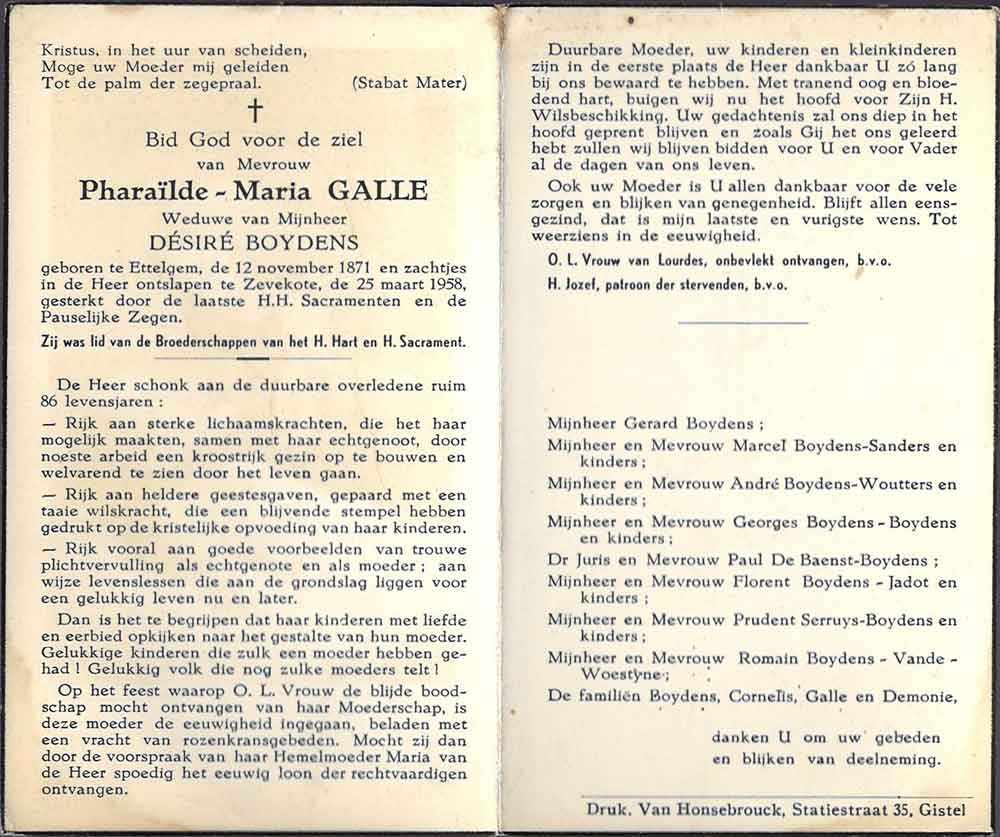 Kristus, in het uur van scheiden,
Moge uw Moeder mij geleiden
Tot de palm der zegepraal. (Stabat Mater)
Bid God voor de ziel
van Mevrouw
Pharaïlde - Maria GALLE
Weduwe van Mijnheer
DÉSIRÉ BOYDENS
geboren te Ettelgem, de 12 november 1871 en zachtjes
in de Heer ontslapen te Zevekote, de 25 maart 1958,
gesterkt door de laatste H.H. Sacramenten en de
Pauselijke Zegen.
Zij was lid van de Broederschappen van het H. Hart en H. Sacrament.
De Heer schonk aan de duurbare overledene ruim
86 levensjaren :
— Rijk aan sterke lichaamskrachten, die het haar
mogelijk maakten, samen met haar echtgenoot, door
noeste arbeid een kroostrijk gezin op te bouwen en
welvarend te zien door het leven gaan.
— Rijk aan heldere geestesgaven, gepaard met een
taaie wilskracht, die een blijvende stempel hebben
gedrukt op de kristelijke opvoeding van haar kinderen.
— Rijk vooral aan goede voorbeelden van trouwe
plichtvervulling als echtgenote en als moeder ; aan
wijze levenslessen die aan de grondslag liggen voor
een gelukkig leven nu en later.
Dan is het te begrijpen dat haar kinderen met liefde
en eerbied opkijken naar het gestalte van hun moeder.
Gelukkige kinderen die zulk een moeder hebben ge-
had ! Gelukkig volk die nog zulke moeders telt !
Op het feest waarop O. L. Vrouw de blijde bood-
schap mocht ontvangen van haar Moederschap, is
deze moeder de eeuwigheid ingegaan, beladen met
een vracht van rozenkransgebeden. Mocht zij dan
door de voorspraak van haar Hemelmoeder Maria van
de Heer spoedig het eeuwig loon der rechtvaardigen
ontvangen.
Duurbare Moeder, uw kinderen en kleinkinderen
zijn in de eerste plaats de Heer dankbaar U zó lang
bij ons bewaard te hebben. Met tranend oog en bloe-
dend hart, buigen wij nu het hoofd voor Zijn H.
Wilsbeschikking. Uw gedachtenis zal ons diep in het
hoofd geprent blijven en zoals Gij het ons geleerd
hebt zullen wij blijven bidden voor U en voor Vader
al de dagen van ons leven.
Ook uw Moeder is U allen dankbaar voor de vele
zorgen en blijken van genegenheid. Blijft allen eens-
gezind, dat is mijn laatste en vurigste wens. Tot
weerziens in de eeuwigheid.
O. L. Vrouw van Lourdes, onbevlekt ontvangen, b.v.o.
H. Jozef, patroon der stervenden, b.v.o.
Mijnheer Gerard Boydens ;
Mijnheer en Mevrouw Marcel Boydens-Sanders en
kinders ;
Mijnheer en Mevrouw André Boydens-Woutters en
kinders ;
Mijnheer en Mevrouw Georges Boydens - Boydens
en kinders ;
Dr Juris en Mevrouw Paul De Baenst-Boydens ;
Mijnheer en Mevrouw Florent Boydens - Jadot en
kinders ;
Mijnheer en Mevrouw Prudent Serruys-Boydens en
kinders ;
Mijnheer en Mevrouw Romain Boydens - Vande -
Woestyne ;
De familiën Boydens, Cornelis, Galle en Demonie,
danken U om uw gebeden
en blijken van deelneming.
Druk. Van Honsebrouck, Statiestraat 35, Gistel